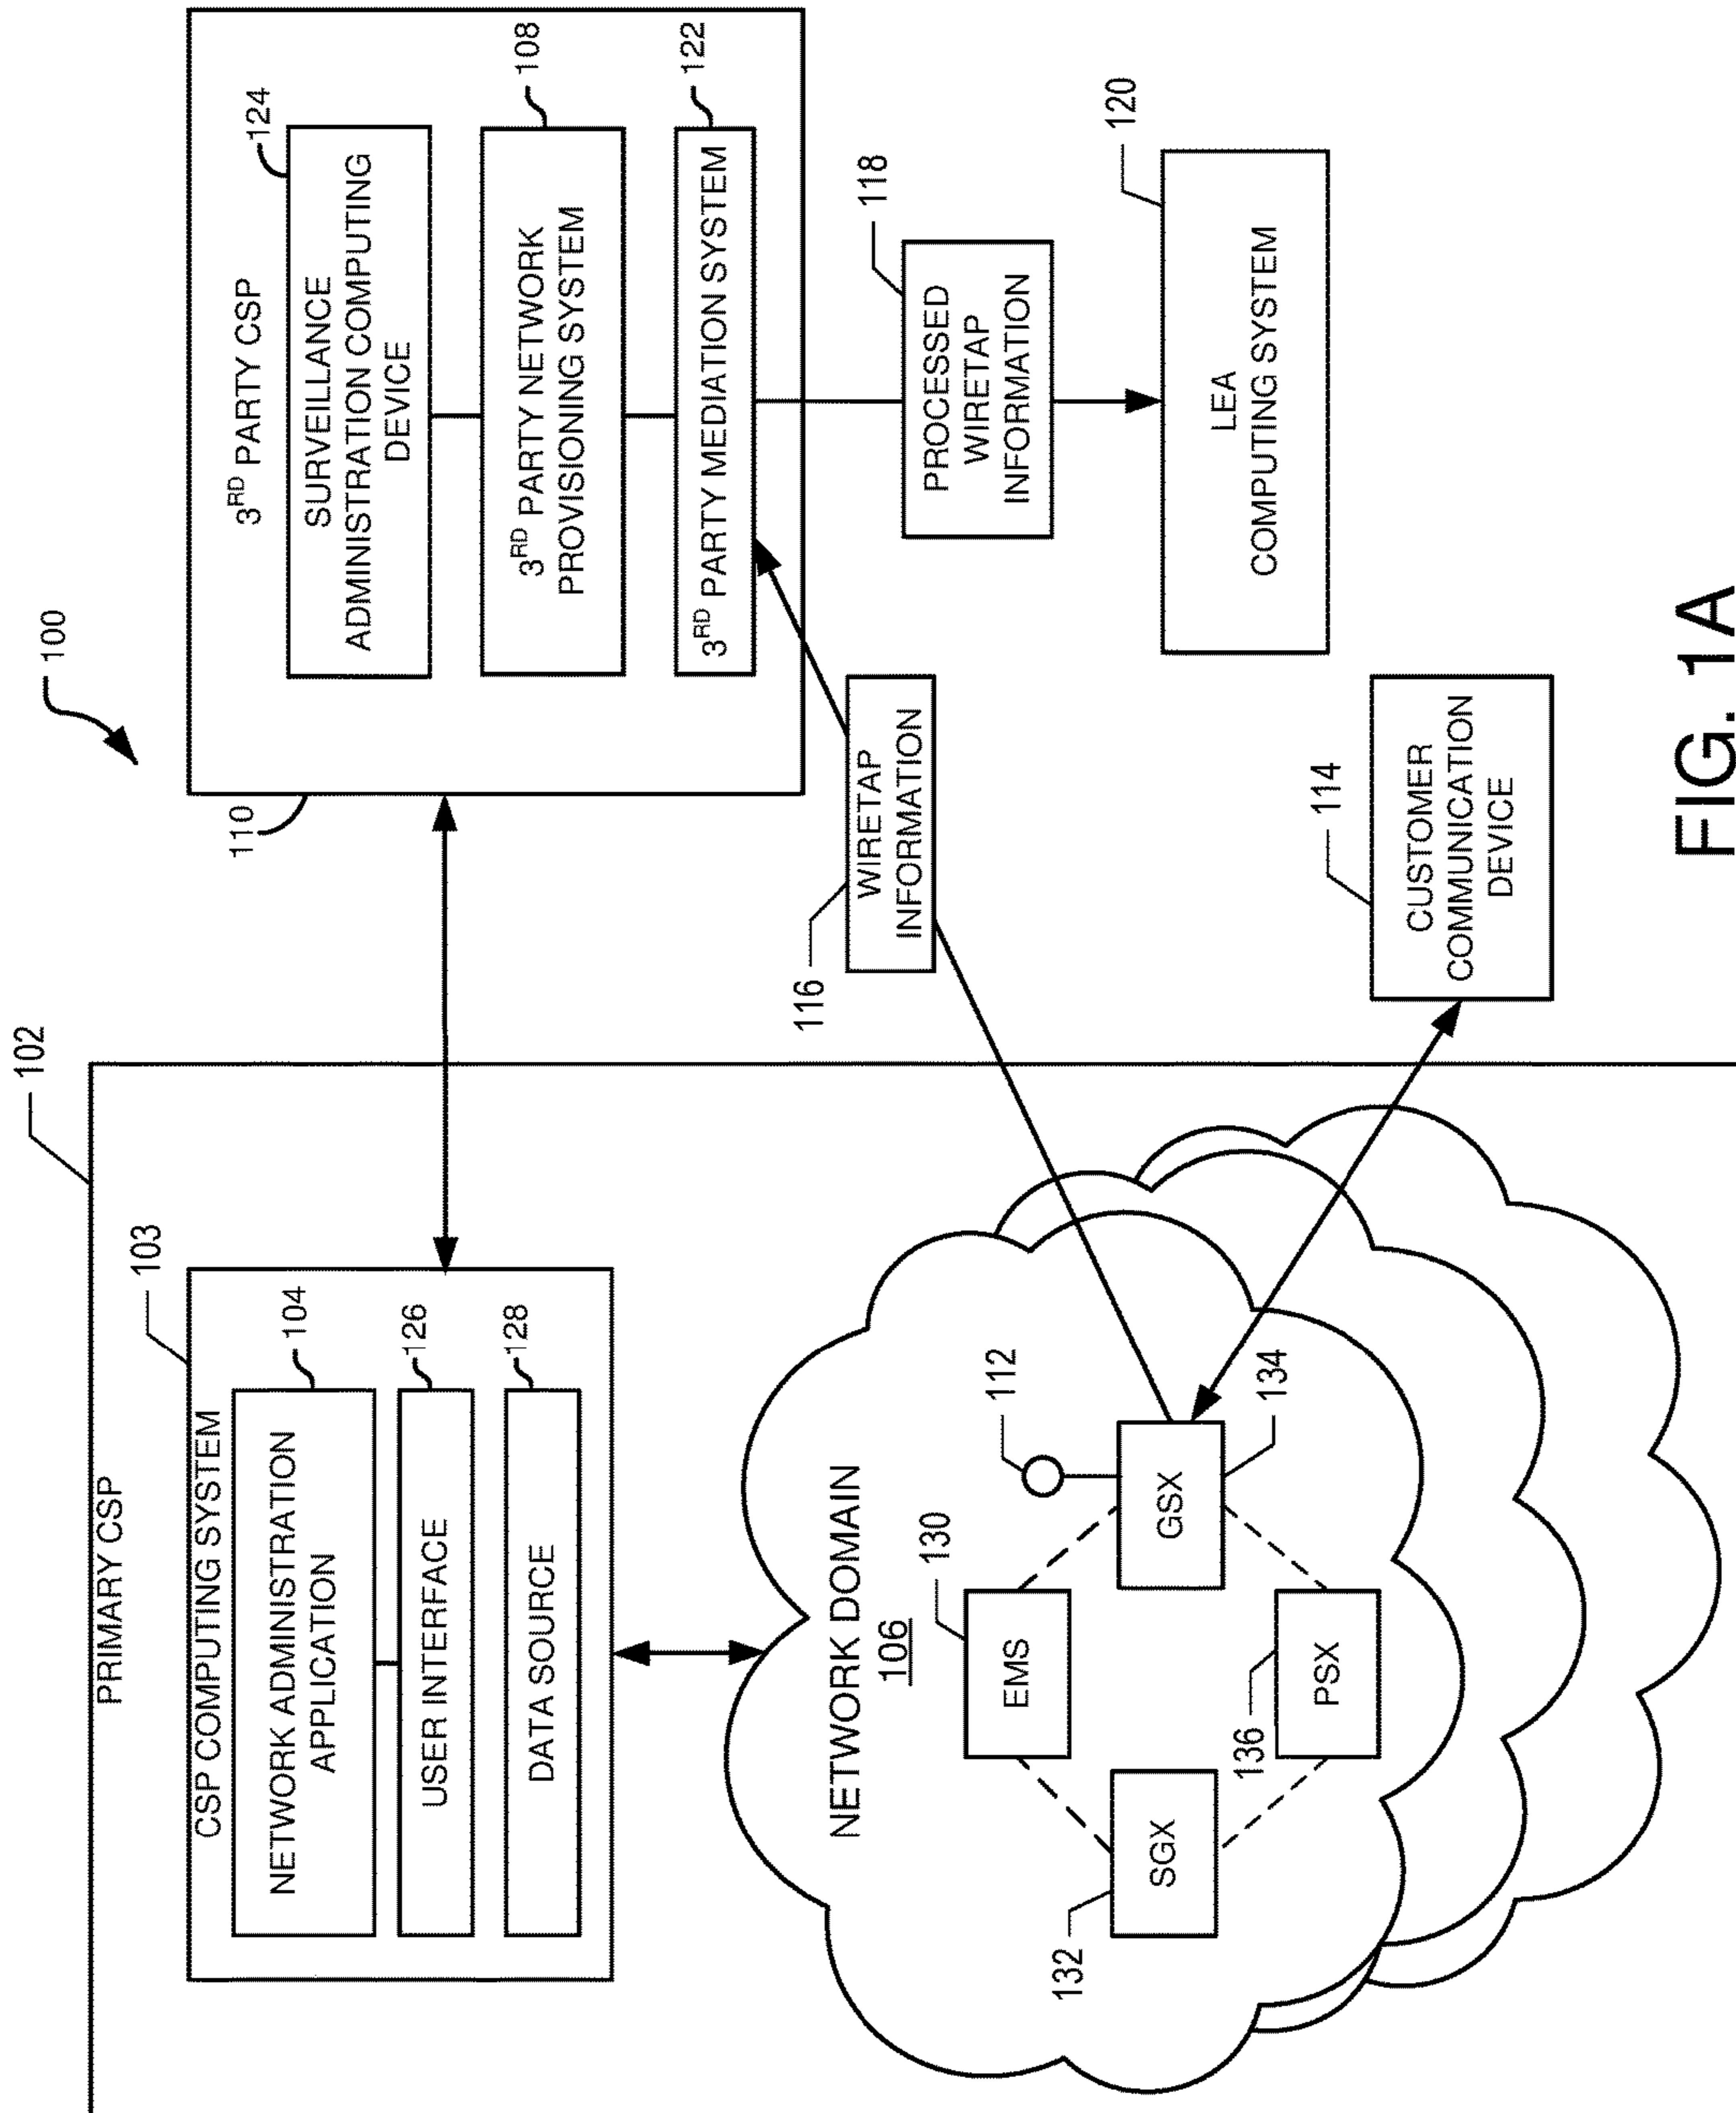 100
PRIMARY CSP
102
CSP COMPUTING SYSTEM
103
NETWORK ADMINISTRATION
APPLICATION
104
USER INTERFACE
126
DATA SOURCE
128
110
3RD PARTY CSP
SURVEILLANCE
ADMINISTRATION COMPUTING
DEVICE
124
3RD PARTY NETWORK
PROVISIONING SYSTEM
108
3RD PARTY MEDIATION SYSTEM
122
NETWORK DOMAIN
106
EMS
130
112
GSX
134
SGX
132
PSX
136
116
WIRETAP
INFORMATION
PROCESSED
WIRETAP
INFORMATION
118
LEA
COMPUTING SYSTEM
120
114
CUSTOMER
COMMUNICATION
DEVICE
FIG. 1A